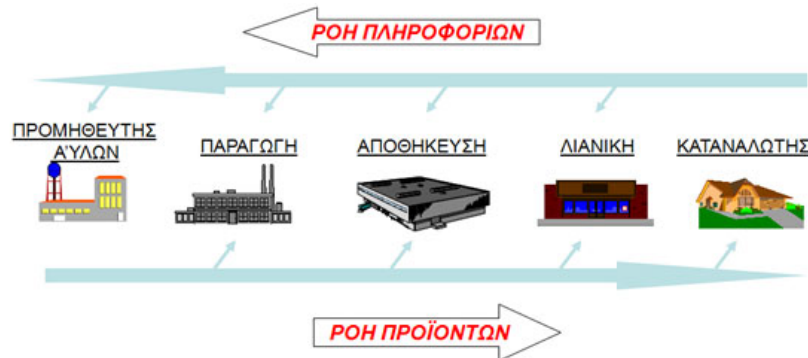 ΡΟΗ ΠΛΗΡΟΦΟΡΙΩΝ
ΠΡΟΜΗΘΕΥΤΗΣ
Α'ΥΛΩΝ
ΠΑΡΑΓΩΓΗ
ΑΠΟΘΗΚΕΥΣΗ
ΛΙΑΝΙΚΗ
ΚΑΤΑΝΑΛΩΤΗΣ
ΡΟΗ ΠΡΟΪΟΝΤΩΝ